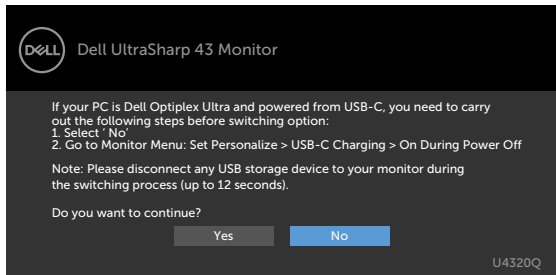 DELL
Dell UltraSharp 43 Monitor
If your PC is Dell Optiplex Ultra and powered from USB-C, you need to carry
out the following steps before switching option:
1. Select ‘ No’
2. Go to Monitor Menu: Set Personalize > USB-C Charging > On During Power Off
Note: Please disconnect any USB storage device to your monitor during
the switching process (up to 12 seconds).
Do you want to continue?
Yes No
U4320Q